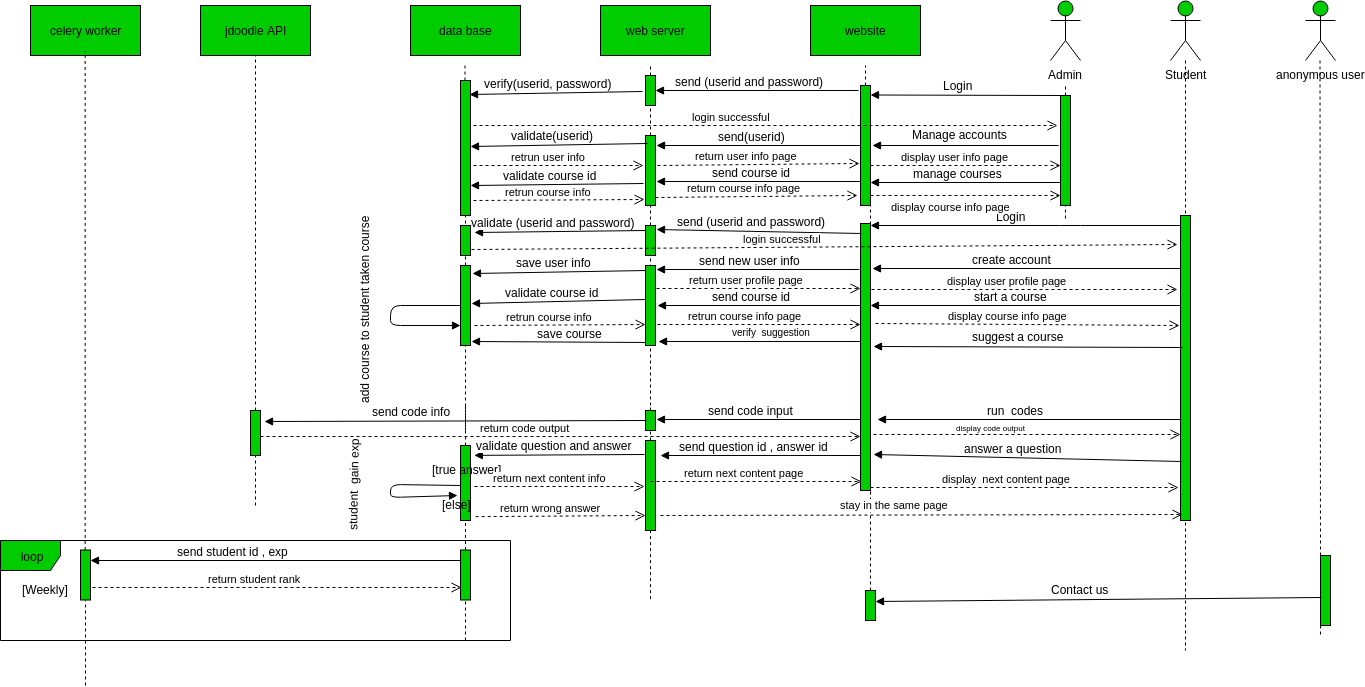 celery worker
jdoodle API
data base
web server
website
Admin
Student
anonymous user
verify(userid, password)
send (userid and password)
Login
login successful
validate(userid)
send(userid)
Manage accounts
retrun user info
return user info page
display user info page
validate course id
send course id
manage courses
retrun course info
return course info page
display course info page
validate (userid and password)
send (userid and password)
Login
login successful
save user info
send new user info
create account
return user profile page
display user profile page
validate course id
send course id
start a course
retrun course info
retrun course info page
display course info page
save course
verify suggestion
suggest a course
add course to student taken course
send code info
send code input
run codes
return code output
display code output
validate question and answer
send question id , answer id
answer a question
student gain exp
[true answer]
return next content info
return next content page
display next content page
[else]
return wrong answer
stay in the same page
loop
send student id , exp
return student rank
[Weekly]
Contact us